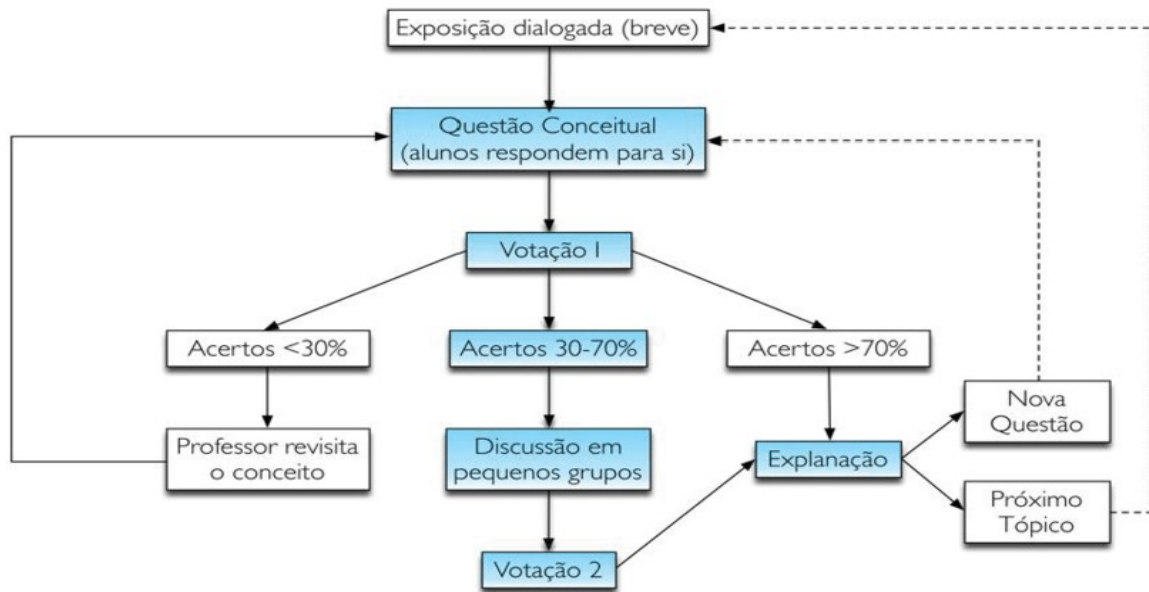 Exposição dialogada (breve)
Questão Conceitual
(alunos respondem para si)
Votação I
Acertos <30%
Acertos 30-70%
Acertos >70%
Professor revisita
o conceito
Discussão em
pequenos grupos
Explanação
Nova
Questão
Próximo
Tópico
Votação 2